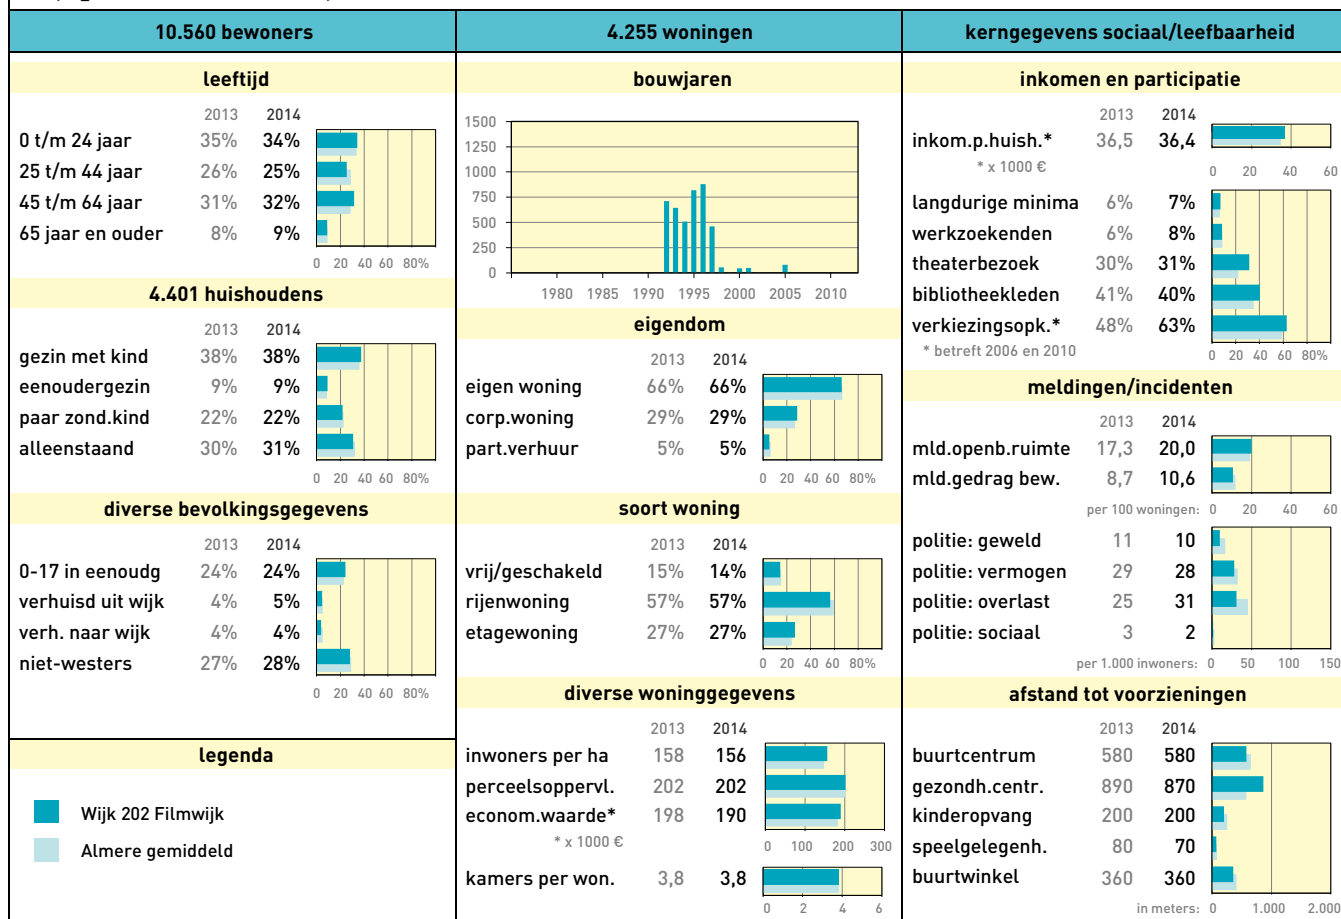 10.560 bewoners
leeftijd
2013 2014
0 t/m 24 jaar 35% 34%
25 t/m 44 jaar 26% 25%
45 t/m 64 jaar 31% 32%
65 jaar en ouder 8% 9%
0 20 40 60 80%
4.401 huishoudens
2013 2014
gezin met kind 38% 38%
eenoudergezin 9% 9%
paar zond.kind 22% 22%
alleenstaand 30% 31%
0 20 40 60 80%
diverse bevolkingsgegevens
2013 2014
0-17 in eenoudg 24% 24%
verhuisd uit wijk 4% 5%
verh. naar wijk 4% 4%
niet-westers 27% 28%
0 20 40 60 80%
legenda
Wijk 202 Filmwijk
Almere gemiddeld
4.255 woningen
bouwjaren
1500
1250
1000
750
500
250
0
1980 1985 1990 1995 2000 2005 2010
eigendom
2013 2014
eigen woning 66% 66%
corp.woning 29% 29%
part.verhuur 5% 5%
0 20 40 60 80%
soort woning
2013 2014
vrij/geschakeld 15% 14%
rijenwoning 57% 57%
etagewoning 27% 27%
0 20 40 60 80%
diverse woninggegevens
2013 2014
inwoners per ha 158 156
perceelsoppervl. 202 202
econom.waarde* 198 190
* x 1000 €
0 100 200 300
kamers per won. 3,8 3,8
0 2 4 6
kerngegevens sociaal/leefbaarheid
inkomen en participatie
2013 2014
inkom.p.huish.* 36,5 36,4
* x 1000 €
0 20 40 60
langdurige minima 6% 7%
werkzoekenden 6% 8%
theaterbezoek 30% 31%
bibliotheekleden 41% 40%
verkiezingsopk.* 48% 63%
* betreft 2006 en 2010
0 20 40 60 80%
meldingen/incidenten
2013 2014
mld.openb.ruimte 17,3 20,0
mld.gedrag bew. 8,7 10,6
per 100 woningen: 0 20 40 60
politie: geweld 11 10
politie: vermogen 29 28
politie: overlast 25 31
politie: sociaal 3 2
per 1.000 inwoners: 0 50 100 150
afstand tot voorzieningen
2013 2014
buurtcentrum 580 580
gezondh.centr. 890 870
kinderopvang 200 200
speelgelegenh. 80 70
buurtwinkel 360 360
in meters: 0 1.000 2.000